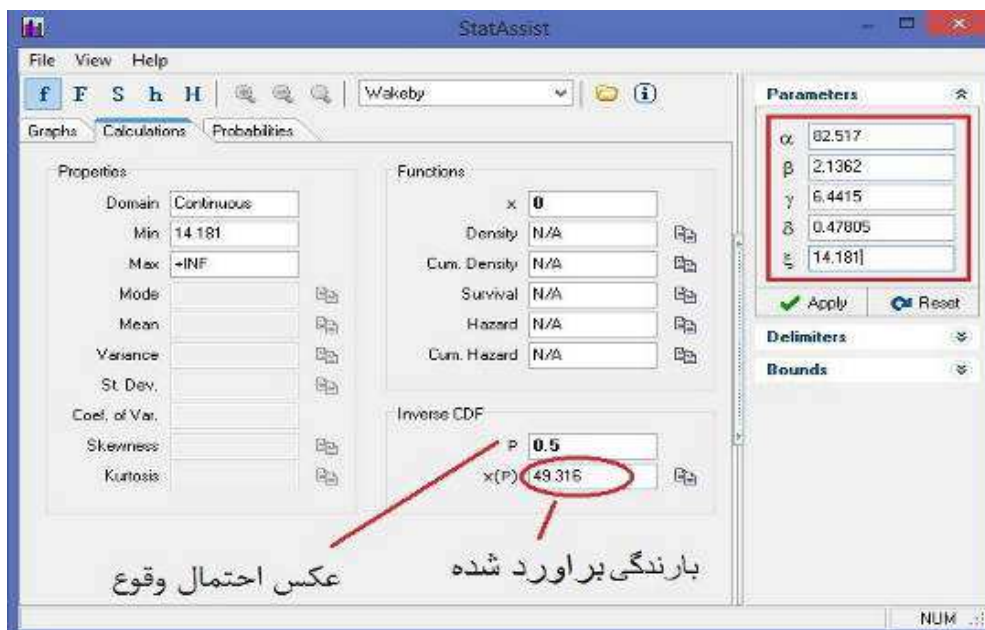 StatAssist
File View Help
f F S h H Wakeby
Graphs Calculations Probabilities
Properties
Domain Continuous
Min 14.181
Max +INF
Mode
Mean
Variance
St. Dev.
Coef. of Var.
Skewness
Kurtosis
Functions
x 0
Density N/A
Cum. Density N/A
Survival N/A
Hazard N/A
Cum. Hazard N/A
Inverse CDF
P 0.5
x(P) 49.316
عکس احتمال وقوع
بارندگی براورد شده
Parameters
α 82.517
β 2.1362
γ 6.4415
δ 0.47805
ξ 14.181
Apply Reset
Delimiters
Bounds
NUM